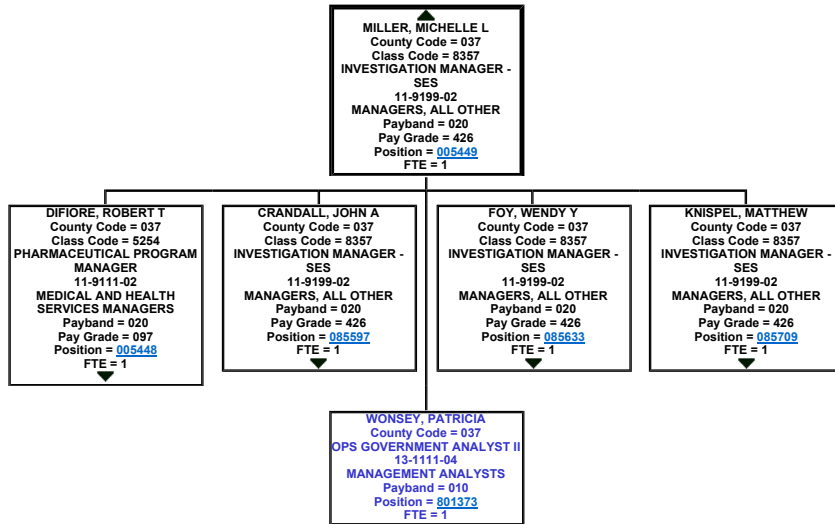 MILLER, MICHELLE L
County Code = 037
Class Code = 8357
INVESTIGATION MANAGER -
SES
11-9199-02
MANAGERS, ALL OTHER
Payband = 020
Pay Grade = 426
Position = 005449
FTE = 1
DIFIORE, ROBERT T
County Code = 037
Class Code = 5254
PHARMACEUTICAL PROGRAM
MANAGER
11-9111-02
MEDICAL AND HEALTH
SERVICES MANAGERS
Payband = 020
Pay Grade = 097
Position = 005448
FTE = 1
CRANDALL, JOHN A
County Code = 037
Class Code = 8357
INVESTIGATION MANAGER -
SES
11-9199-02
MANAGERS, ALL OTHER
Payband = 020
Pay Grade = 426
Position = 085597
FTE = 1
FOY, WENDY Y
County Code = 037
Class Code = 8357
INVESTIGATION MANAGER -
SES
11-9199-02
MANAGERS, ALL OTHER
Payband = 020
Pay Grade = 426
Position = 085633
FTE = 1
KNISPEL, MATTHEW
County Code = 037
Class Code = 8357
INVESTIGATION MANAGER -
SES
11-9199-02
MANAGERS, ALL OTHER
Payband = 020
Pay Grade = 426
Position = 085709
FTE = 1
WONSEY, PATRICIA
County Code = 037
OPS GOVERNMENT ANALYST II
13-1111-04
MANAGEMENT ANALYSTS
Payband = 010
Position = 801373
FTE = 1